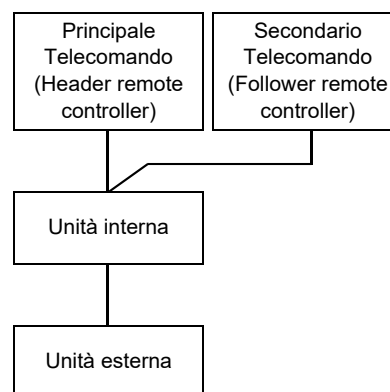 Principale
Telecomando
(Header remote
controller)
Secondario
Telecomando
(Follower remote
controller)
Unità interna
Unità esterna